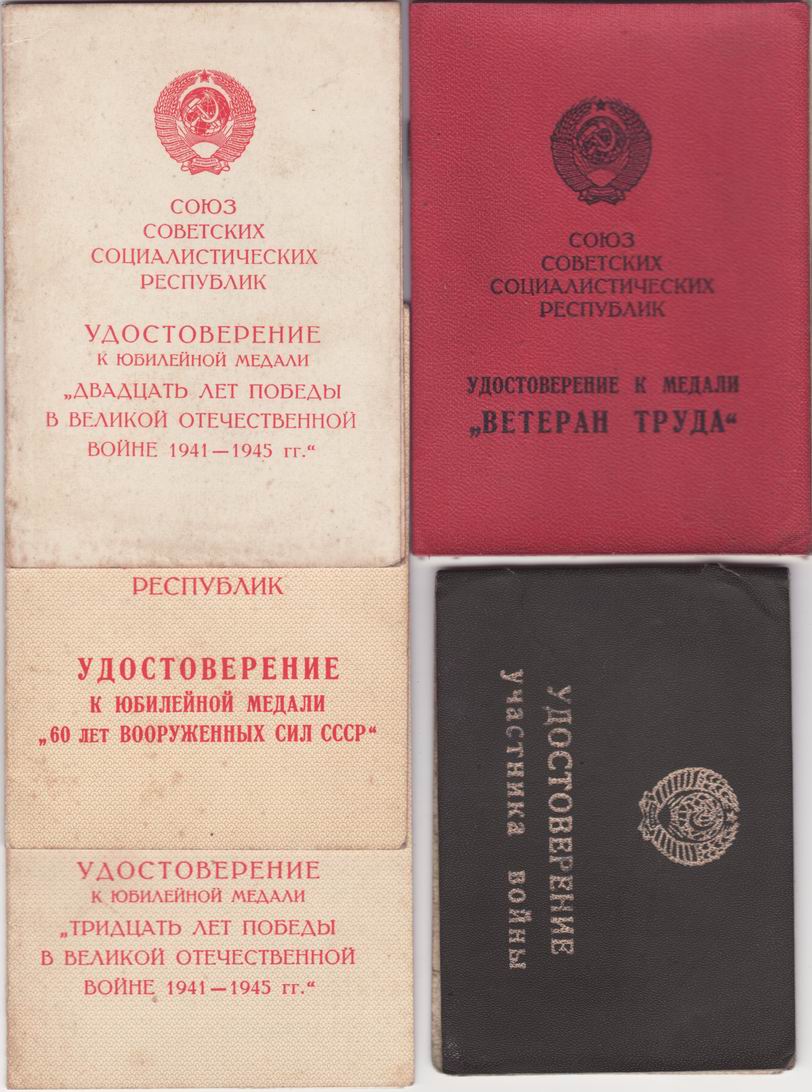 СОЮЗ
СОВЕТСКИХ
СОЦИАЛИСТИЧЕСКИХ
РЕСПУБЛИК
УДОСТОВЕРЕНИЕ
К ЮБИЛЕЙНОЙ МЕДАЛИ
„ДВАДЦАТЬ ЛЕТ ПОБЕДЫ
В ВЕЛИКОЙ ОТЕЧЕСТВЕННОЙ
ВОЙНЕ 1941—1945 гг.“
РЕСПУБЛИК
УДОСТОВЕРЕНИЕ
К ЮБИЛЕЙНОЙ МЕДАЛИ
„60 лет ВООРУЖЕННЫХ СИЛ СССР“
УДОСТОВЕРЕНИЕ
К ЮБИЛЕЙНОЙ МЕДАЛИ
„ТРИДЦАТЬ ЛЕТ ПОБЕДЫ
В ВЕЛИКОЙ ОТЕЧЕСТВЕННОЙ
ВОЙНЕ 1941—1945 гг.“
СОЮЗ
СОВЕТСКИХ
СОЦИАЛИСТИЧЕСКИХ
РЕСПУБЛИК
УДОСТОВЕРЕНИЕ К МЕДАЛИ
„ВЕТЕРАН ТРУДА“
УДОСТОВЕРЕНИЕ
участника войны